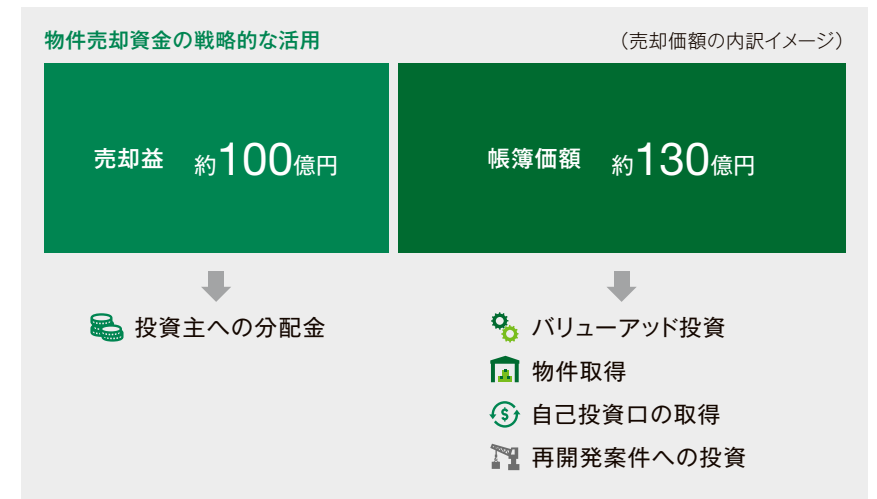 物件売却資金の戦略的な活用
（売却価額の内訳イメージ）
売却益 約100億円
帳簿価額 約130億円
投資主への分配金
バリューアッド投資
物件取得
自己投資口の取得
再開発案件への投資